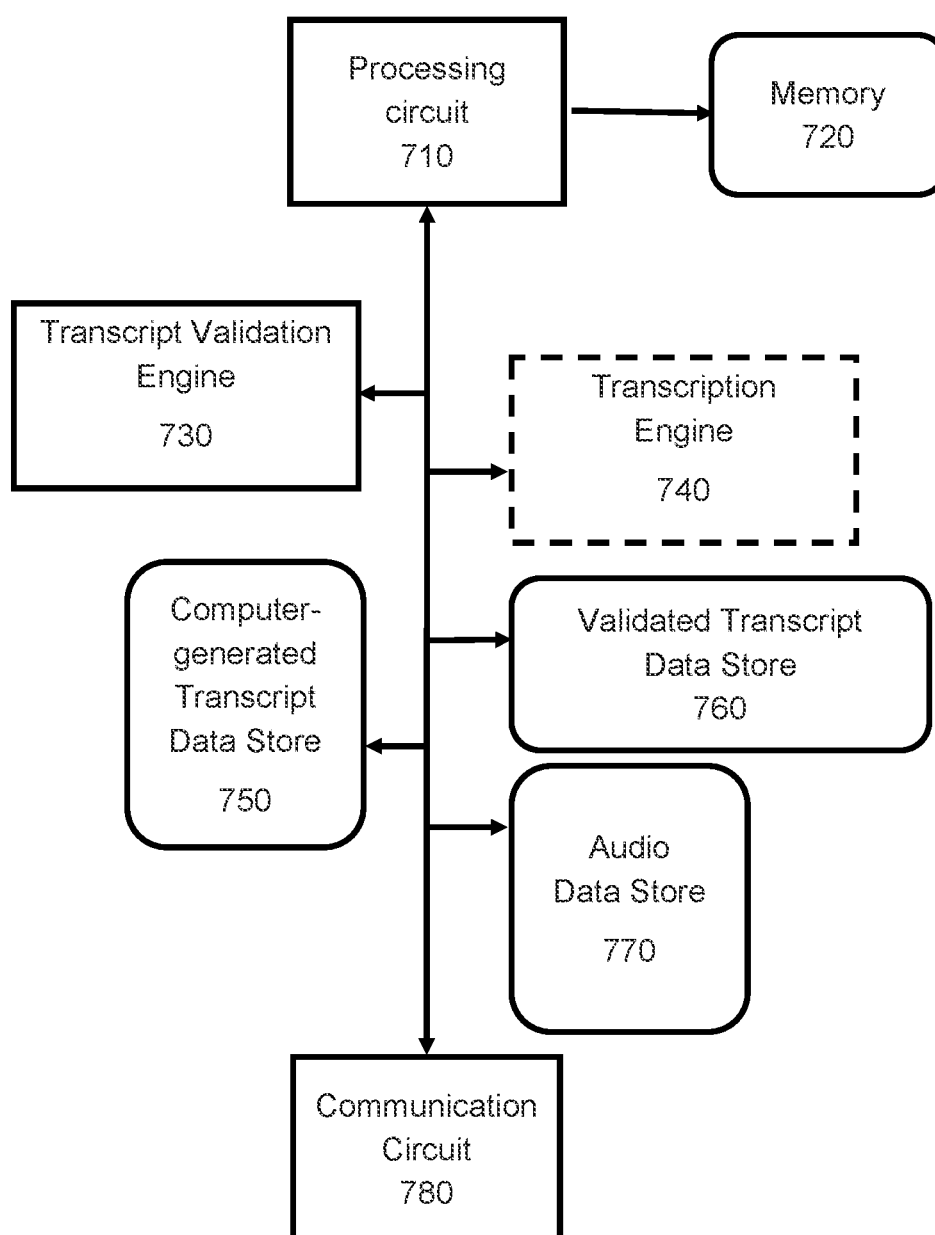 Processing
circuit
710
Memory
720
Transcript Validation
Engine
730
Transcription
Engine
740
Computer-
generated
Transcript
Data Store
750
Validated Transcript
Data Store
760
Audio
Data Store
770
Communication
Circuit
780